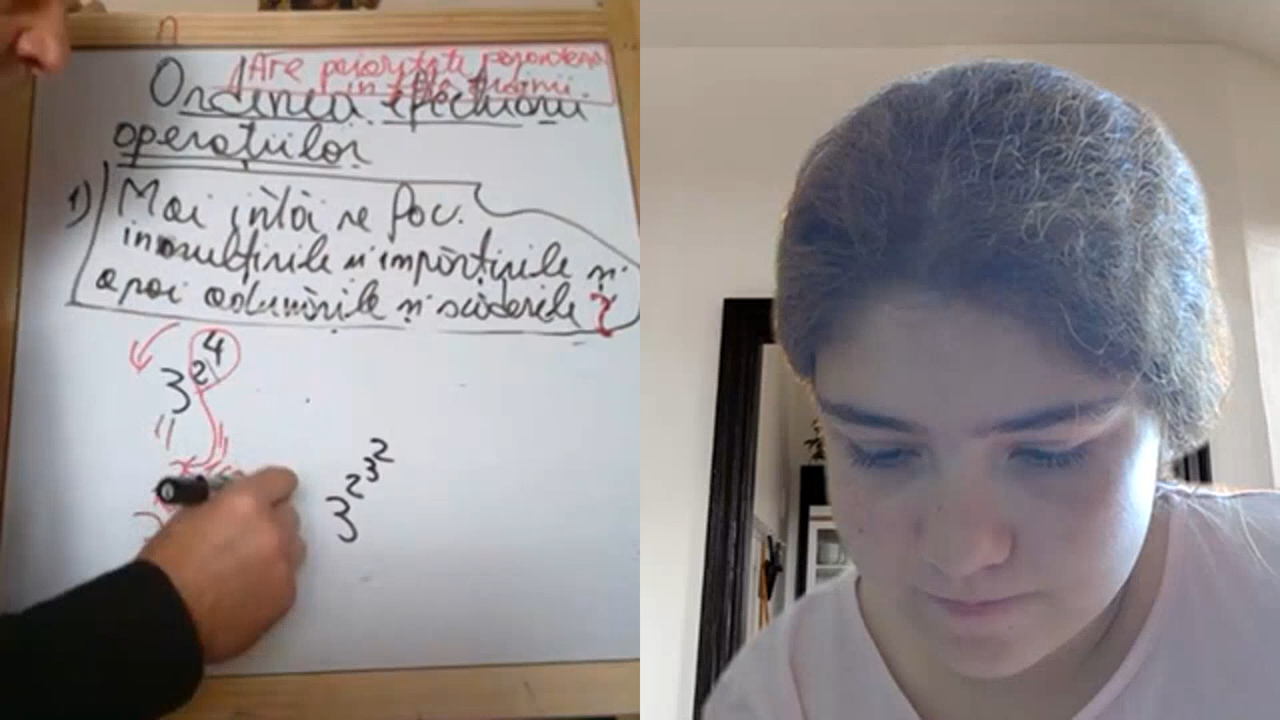 Are prioritate
în
Ordinea efectuării
operațiilor
1) Mai întâi se fac
înmulțirile și împărțirile și
apoi adunările și scăderile
3^2^4
3^2^3^2